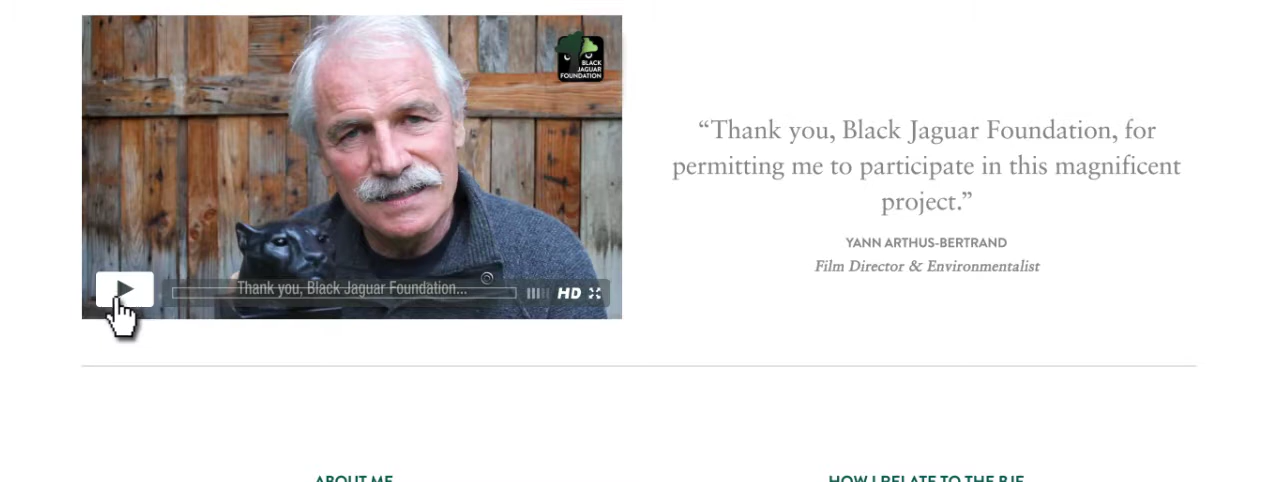 BLACK
JAGUAR
FOUNDATION
Thank you, Black Jaguar Foundation...
HD
“Thank you, Black Jaguar Foundation, for
permitting me to participate in this magnificent
project.”
YANN ARTHUS-BERTRAND
Film Director & Environmentalist
ABOUT ME
HOW I RELATE TO THE BJF